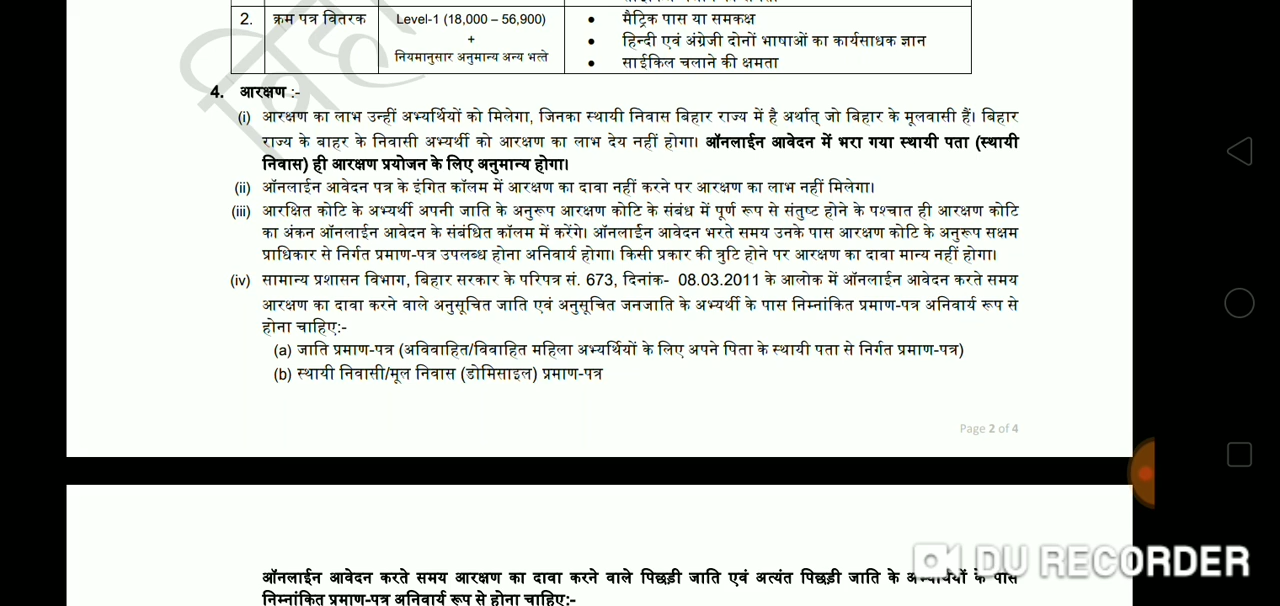 2. क्रम पत्र वितरक Level-1 (18,000 – 56,900) • मैट्रिक पास या समकक्ष
+ • हिन्दी एवं अंग्रेजी दोनों भाषाओं का कार्यसाधक ज्ञान
नियमानुसार अनुमान्य अन्य भत्ते • साईकिल चलाने की क्षमता
4. आरक्षण :-
(i) आरक्षण का लाभ उन्हीं अभ्यर्थियों को मिलेगा, जिनका स्थायी निवास बिहार राज्य में है अर्थात् जो बिहार के मूलवासी हैं। बिहार
राज्य के बाहर के निवासी अभ्यर्थी को आरक्षण का लाभ देय नहीं होगा। ऑनलाईन आवेदन में भरा गया स्थायी पता (स्थायी
निवास) ही आरक्षण प्रयोजन के लिए अनुमान्य होगा।
(ii) ऑनलाईन आवेदन पत्र के इंगित कॉलम में आरक्षण का दावा नहीं करने पर आरक्षण का लाभ नहीं मिलेगा।
(iii) आरक्षित कोटि के अभ्यर्थी अपनी जाति के अनुरूप आरक्षण कोटि के संबंध में पूर्ण रूप से संतुष्ट होने के पश्चात ही आरक्षण कोटि
का अंकन ऑनलाईन आवेदन के संबंधित कॉलम में करेंगे। ऑनलाईन आवेदन भरते समय उनके पास आरक्षण कोटि के अनुरूप सक्षम
प्राधिकार से निर्गत प्रमाण-पत्र उपलब्ध होना अनिवार्य होगा। किसी प्रकार की त्रुटि होने पर आरक्षण का दावा मान्य नहीं होगा।
(iv) सामान्य प्रशासन विभाग, बिहार सरकार के परिपत्र सं. 673, दिनांक- 08.03.2011 के आलोक में ऑनलाईन आवेदन करते समय
आरक्षण का दावा करने वाले अनुसूचित जाति एवं अनुसूचित जनजाति के अभ्यर्थी के पास निम्नांकित प्रमाण-पत्र अनिवार्य रूप से
होना चाहिए:-
(a) जाति प्रमाण-पत्र (अविवाहित/विवाहित महिला अभ्यर्थियों के लिए अपने पिता के स्थायी पता से निर्गत प्रमाण-पत्र)
(b) स्थायी निवासी/मूल निवास (डोमिसाइल) प्रमाण-पत्र
Page 2 of 4
DU RECORDER
ऑनलाईन आवेदन करते समय आरक्षण का दावा करने वाले पिछड़ी जाति एवं अत्यंत पिछड़ी जाति के अभ्यर्थियों के पास
निम्नांकित प्रमाण-पत्र अनिवार्य रूप से होना चाहिए:-